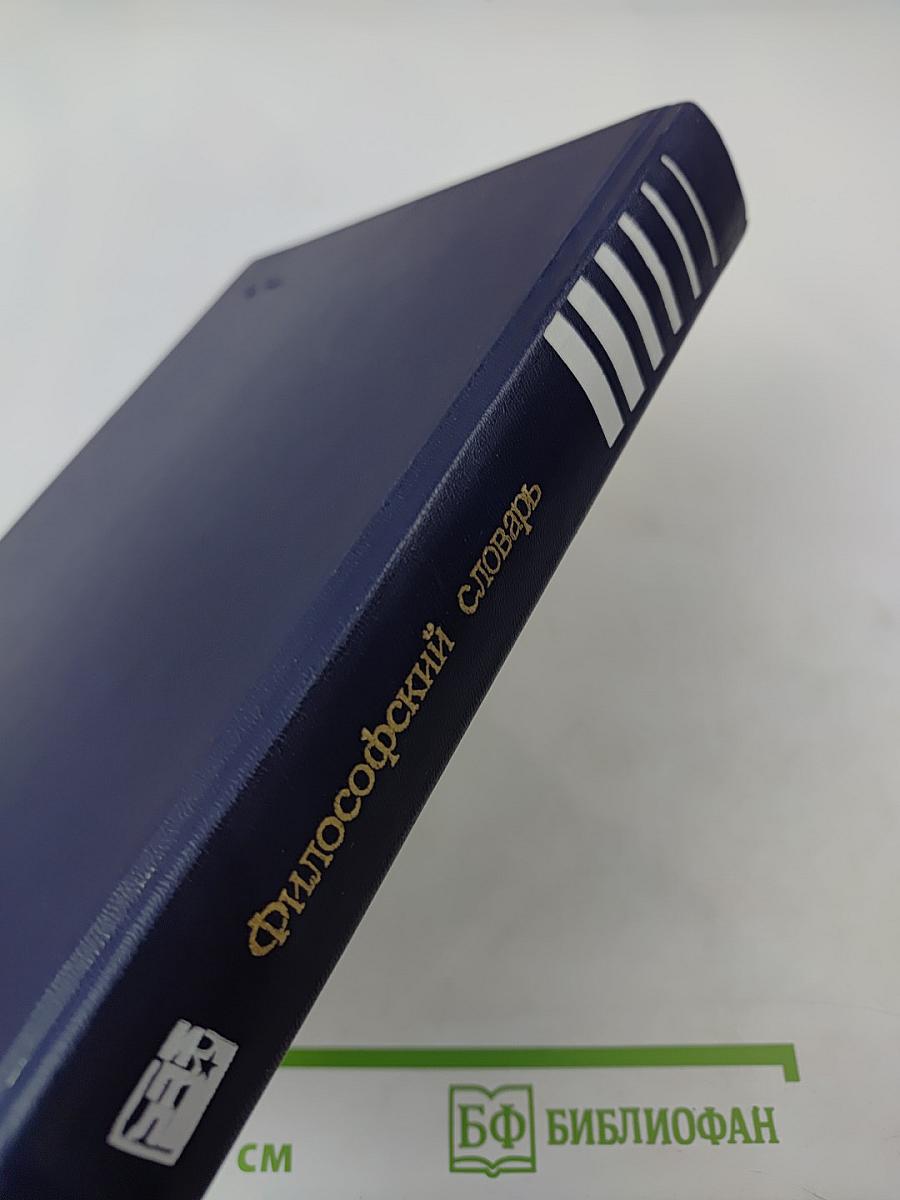 Философский словарь
см
БФ БИБЛИОФАН